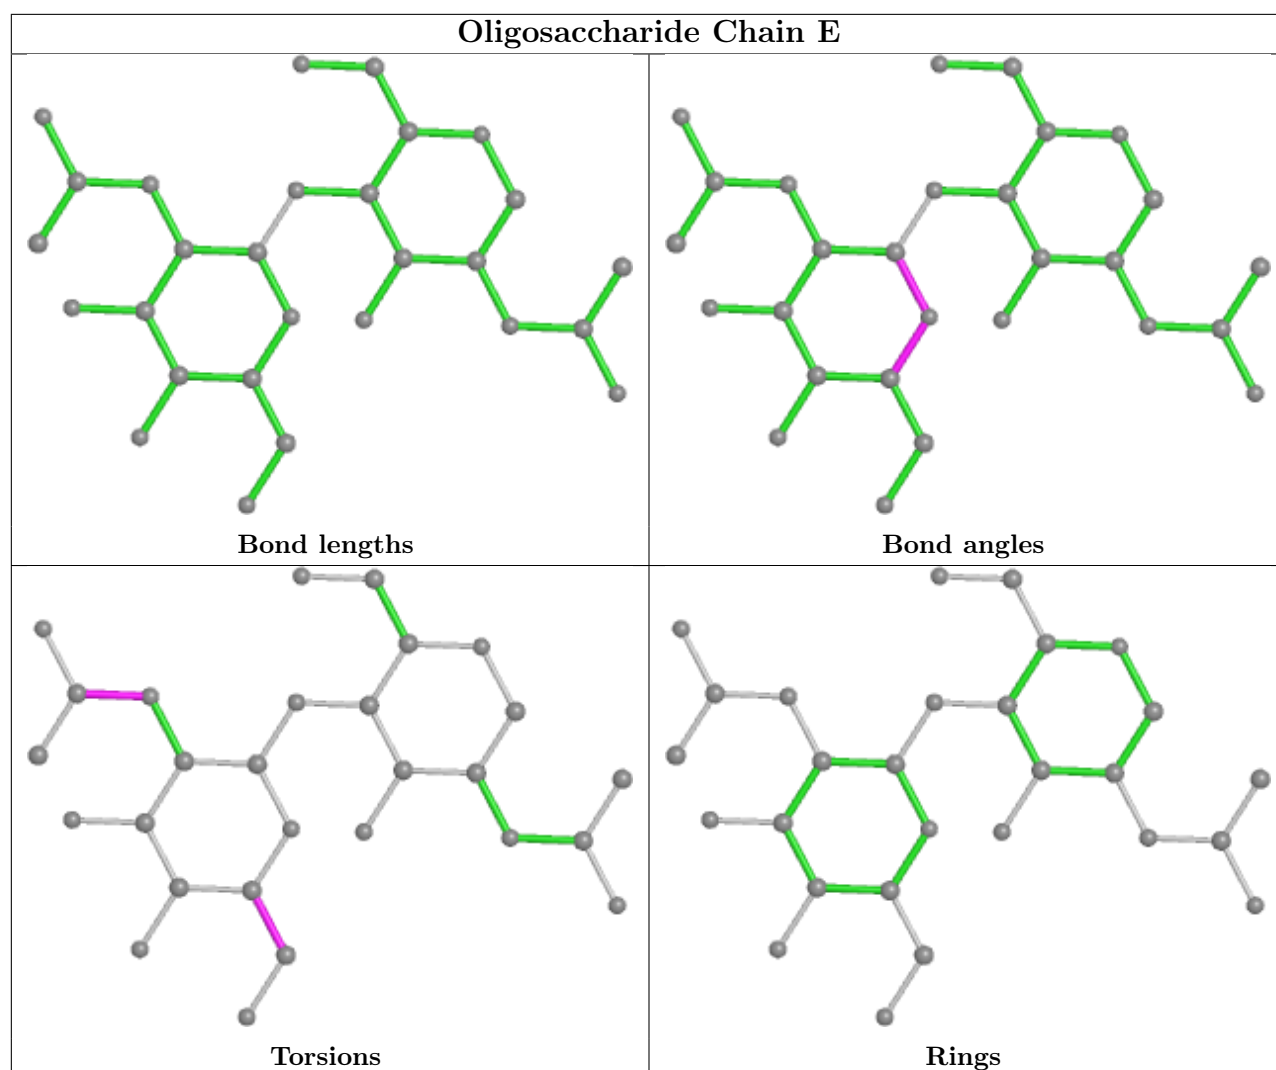 Oligosaccharide Chain E
Bond lengths
Bond angles
Torsions
Rings